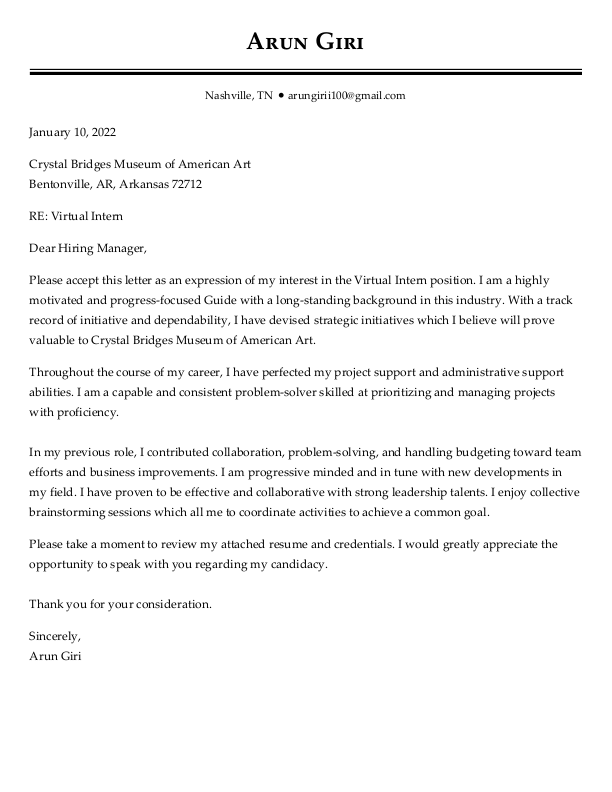 Arun Giri
Nashville, TN • arungirii100@gmail.com
January 10, 2022
Crystal Bridges Museum of American Art
Bentonville, AR, Arkansas 72712
RE: Virtual Intern
Dear Hiring Manager,
Please accept this letter as an expression of my interest in the Virtual Intern position. I am a highly
motivated and progress-focused Guide with a long-standing background in this industry. With a track
record of initiative and dependability, I have devised strategic initiatives which I believe will prove
valuable to Crystal Bridges Museum of American Art.
Throughout the course of my career, I have perfected my project support and administrative support
abilities. I am a capable and consistent problem-solver skilled at prioritizing and managing projects
with proficiency.
In my previous role, I contributed collaboration, problem-solving, and handling budgeting toward team
efforts and business improvements. I am progressive minded and in tune with new developments in
my field. I have proven to be effective and collaborative with strong leadership talents. I enjoy collective
brainstorming sessions which all me to coordinate activities to achieve a common goal.
Please take a moment to review my attached resume and credentials. I would greatly appreciate the
opportunity to speak with you regarding my candidacy.
Thank you for your consideration.
Sincerely,
Arun Giri